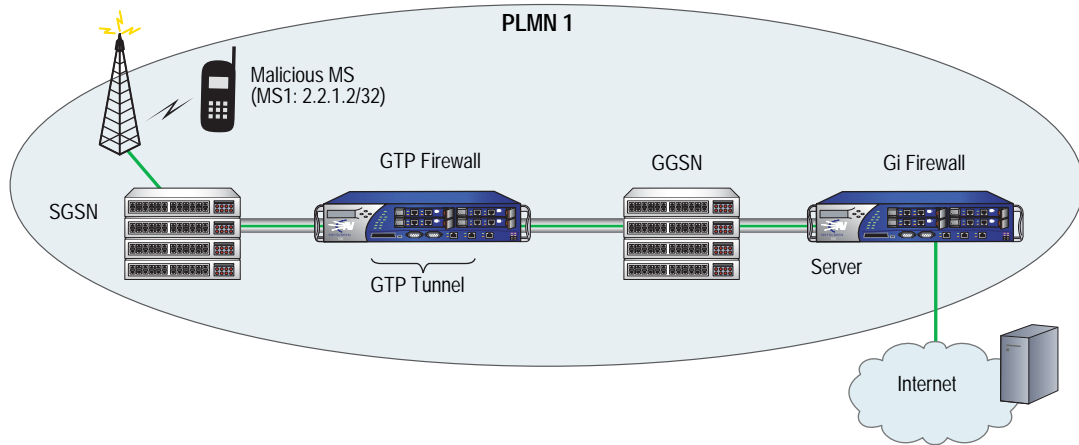 PLMN 1
Malicious MS
(MS1: 2.2.1.2/32)
GTP Firewall
GGSN
Gi Firewall
SGSN
Server
GTP Tunnel
Internet